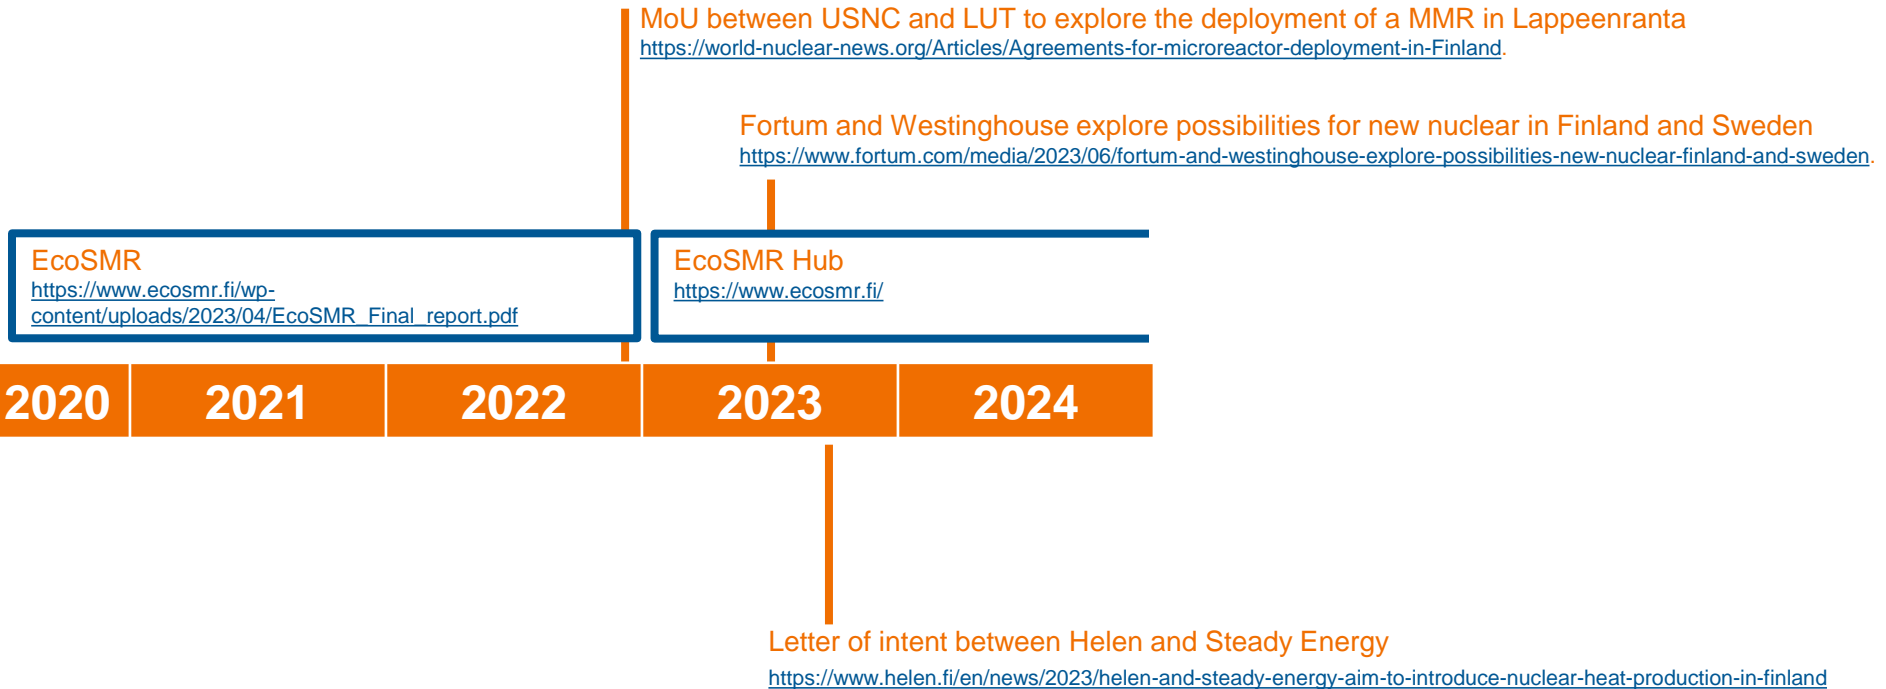 MoU between USNC and LUT to explore the deployment of a MMR in Lappeenranta
https://world-nuclear-news.org/Articles/Agreements-for-microreactor-deployment-in-Finland.
Fortum and Westinghouse explore possibilities for new nuclear in Finland and Sweden
https://www.fortum.com/media/2023/06/fortum-and-westinghouse-explore-possibilities-new-nuclear-finland-and-sweden.
EcoSMR
https://www.ecosmr.fi/wp-
content/uploads/2023/04/EcoSMR_Final_report.pdf
EcoSMR Hub
https://www.ecosmr.fi/
2020 2021 2022 2023 2024
Letter of intent between Helen and Steady Energy
https://www.helen.fi/en/news/2023/helen-and-steady-energy-aim-to-introduce-nuclear-heat-production-in-finland